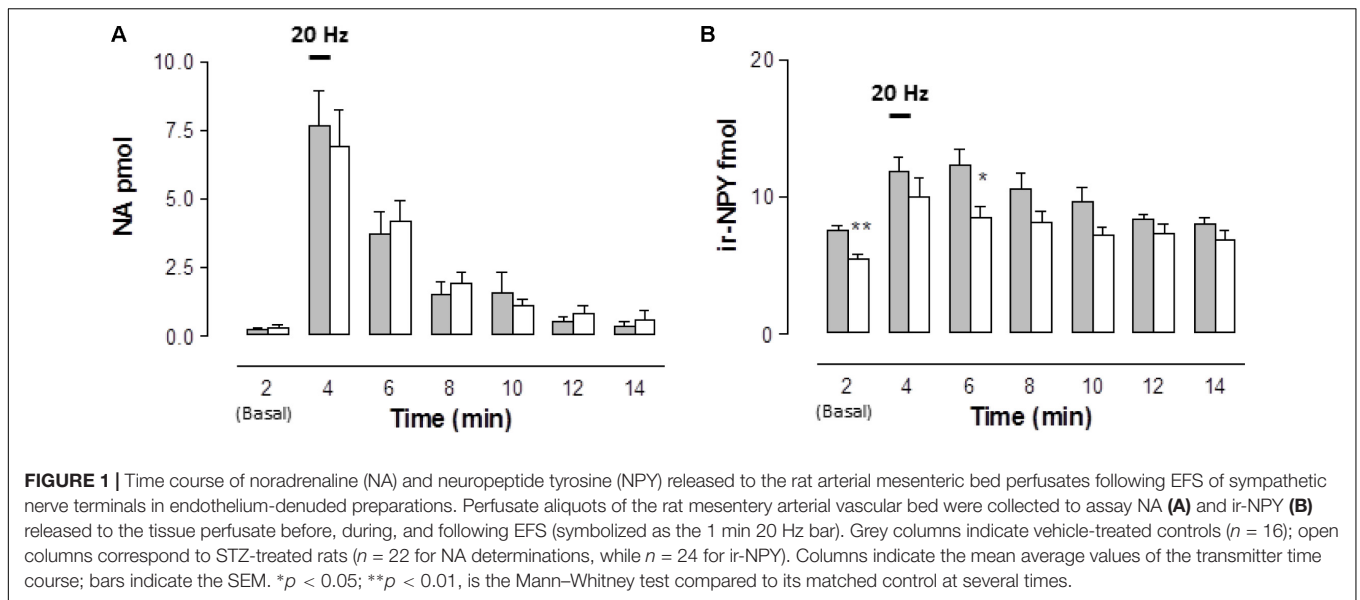 A
20 Hz
10.0
7.5
5.0
2.5
0.0
NA pmol
2 4 6 8 10 12 14
(Basal)
Time (min)
B
20
10
0
ir-NPY fmol
20 Hz
**
*
2 4 6 8 10 12 14
(Basal)
Time (min)
FIGURE 1 | Time course of noradrenaline (NA) and neuropeptide tyrosine (NPY) released to the rat arterial mesenteric bed perfusates following EFS of sympathetic
nerve terminals in endothelium-denuded preparations. Perfusate aliquots of the rat mesentery arterial vascular bed were collected to assay NA (A) and ir-NPY (B)
released to the tissue perfusate before, during, and following EFS (symbolized as the 1 min 20 Hz bar). Grey columns indicate vehicle-treated controls (n = 16); open
columns correspond to STZ-treated rats (n = 22 for NA determinations, while n = 24 for ir-NPY). Columns indicate the mean average values of the transmitter time
course; bars indicate the SEM. *p < 0.05; **p < 0.01, is the Mann–Whitney test compared to its matched control at several times.